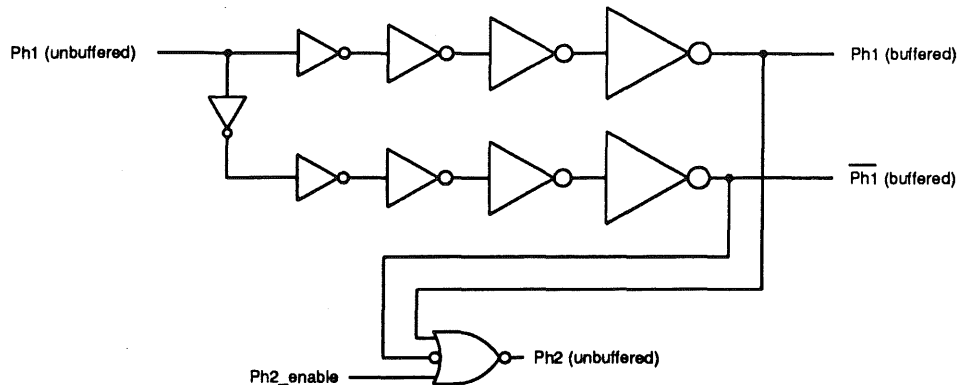 Ph1 (unbuffered)
Ph1 (buffered)
Ph1 (buffered)
Ph2 (unbuffered)
Ph2_enable